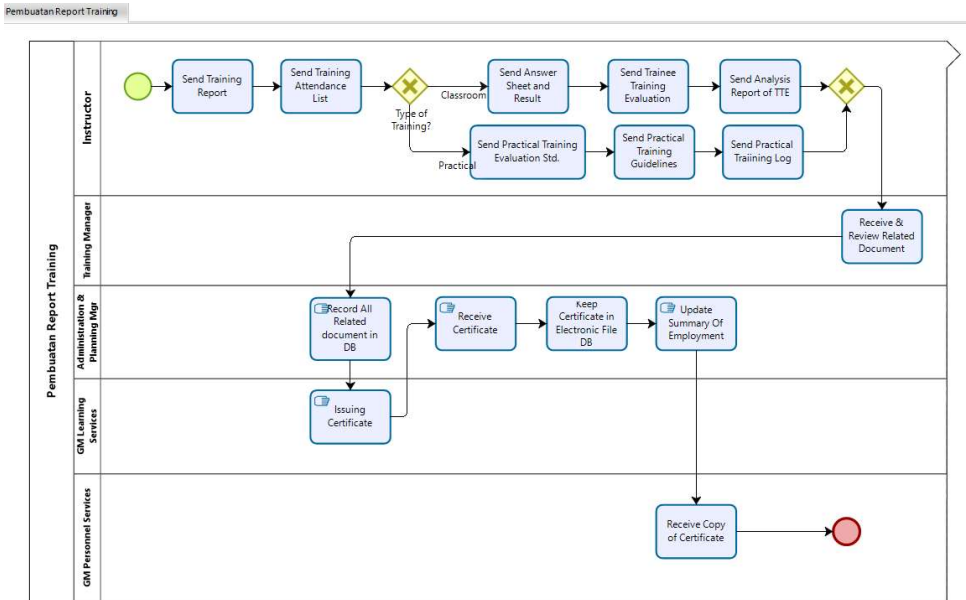 Pembuatan Report Training
Pembuatan Report Training
Instructor
Send Training
Report
Send Training
Attendance
List
Type of
Training?
Classroom
Send Answer
Sheet and
Result
Send Trainee
Training
Evaluation
Send Analysis
Report of TTE
Practical
Send Practical Training
Evaluation Std.
Send Practical
Training
Guidelines
Send Practical
Traiining Log
Training Manager
Receive &
Review Related
Document
Administration &
Planning Mgr
Record All
Related
document in
DB
Receive
Certificate
Keep
Certificate in
Electronic File
DB
Update
Summary Of
Employment
GM Learning
Services
Issuing
Certificate
GM Personnel Services
Receive Copy
of Certificate